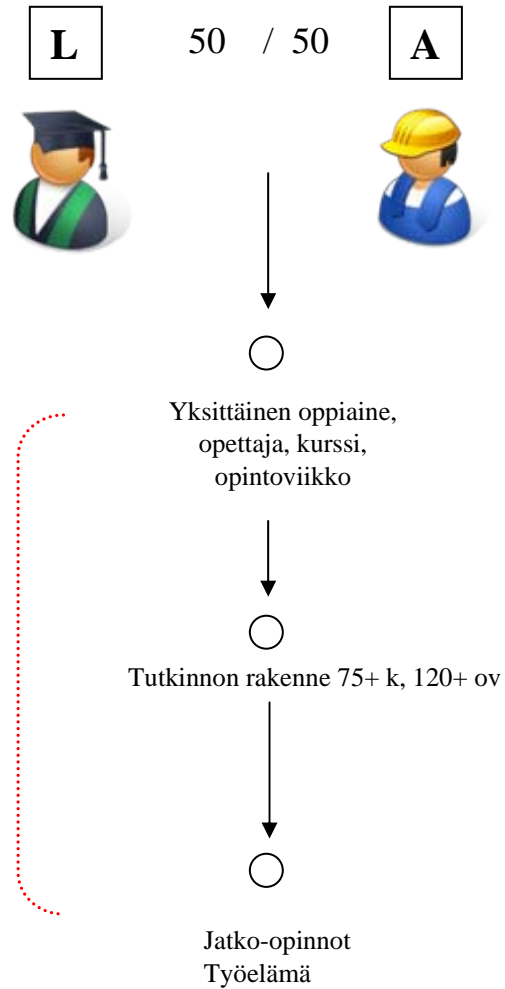 L 50 / 50 A
Yksittäinen oppiaine,
opettaja, kurssi,
opintoviikko
Tutkinnon rakenne 75+ k, 120+ ov
Jatko-opinnot
Työelämä